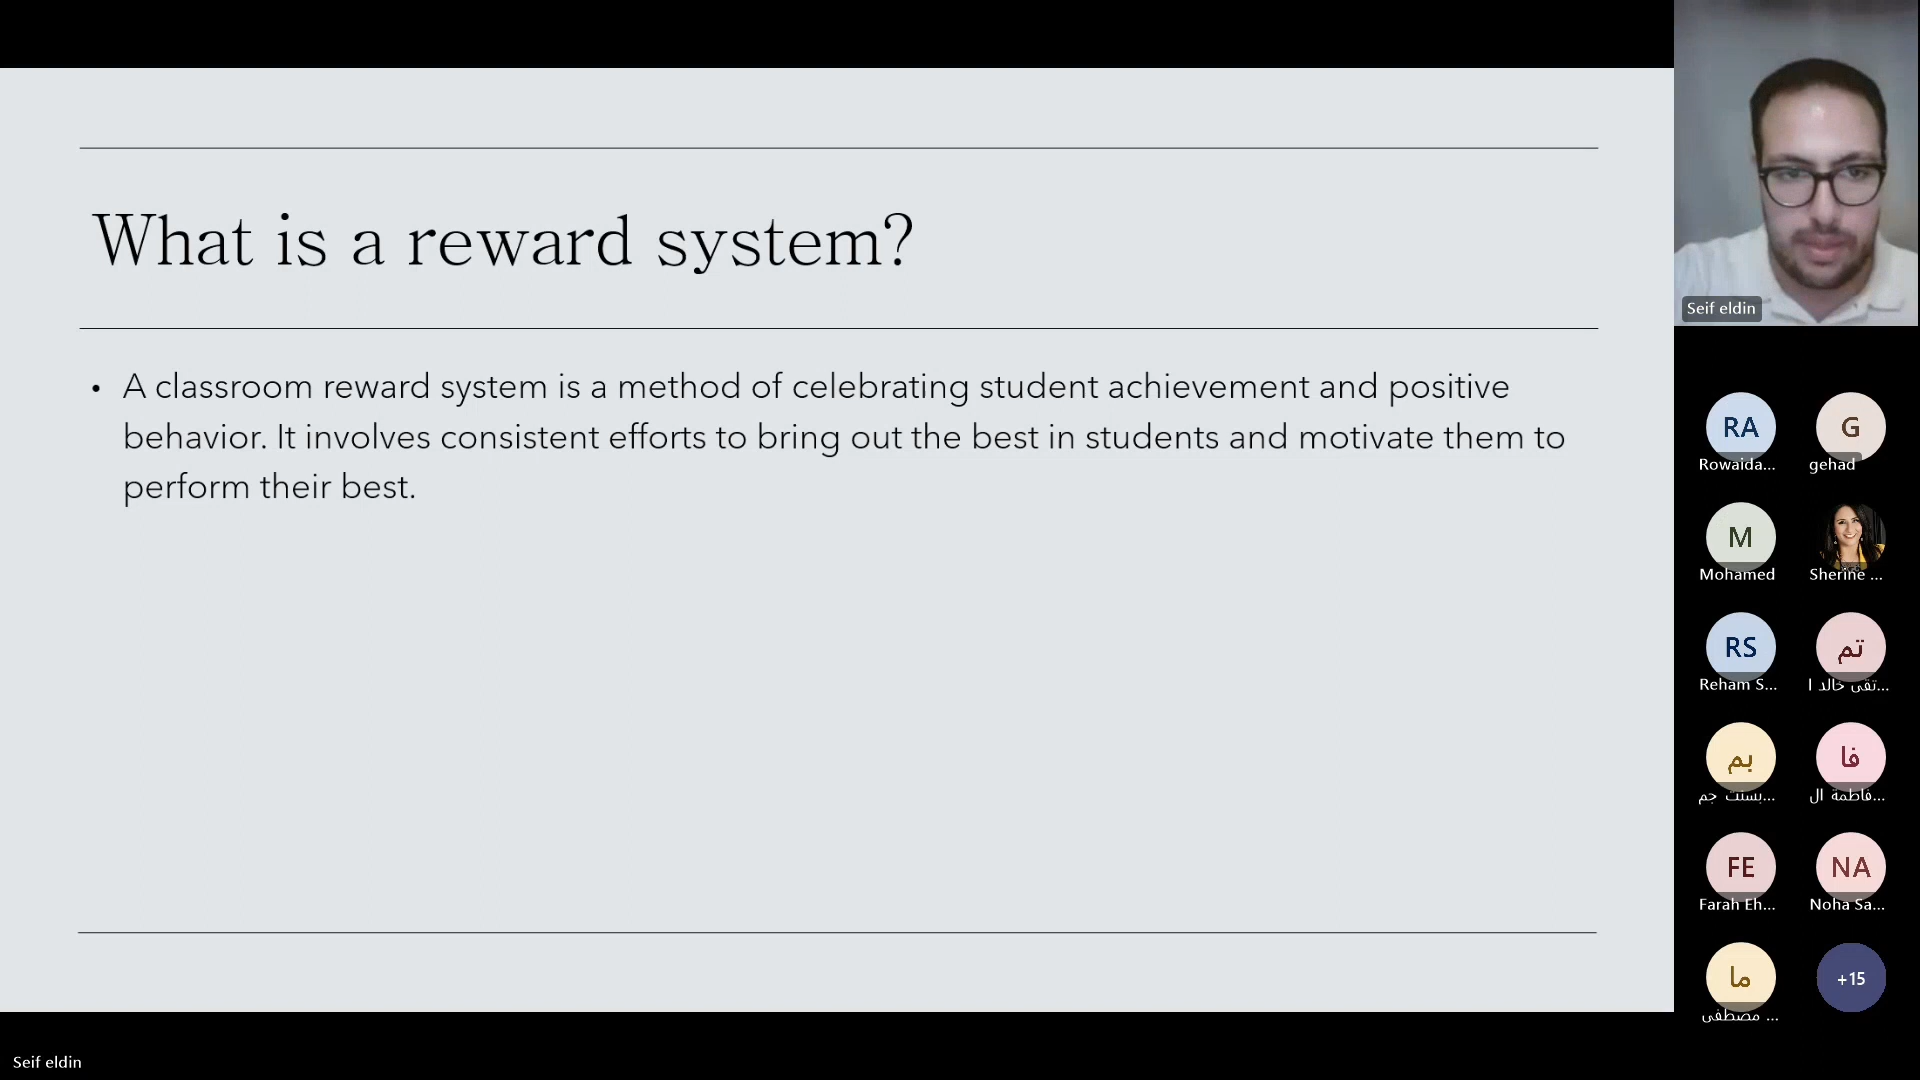 What is a reward system?
• A classroom reward system is a method of celebrating student achievement and positive
behavior. It involves consistent efforts to bring out the best in students and motivate them to
perform their best.
Seif eldin
RA
G
Rowaida...
gehad
M
Mohamed
Sherine ...
RS
تم
Reham S...
تقى خالد ا...
بم
فا
بسنت جم...
فاطمة ال...
FE
NA
Farah Eh...
Noha Sa...
ما
+15
مصطفى ...
Seif eldin